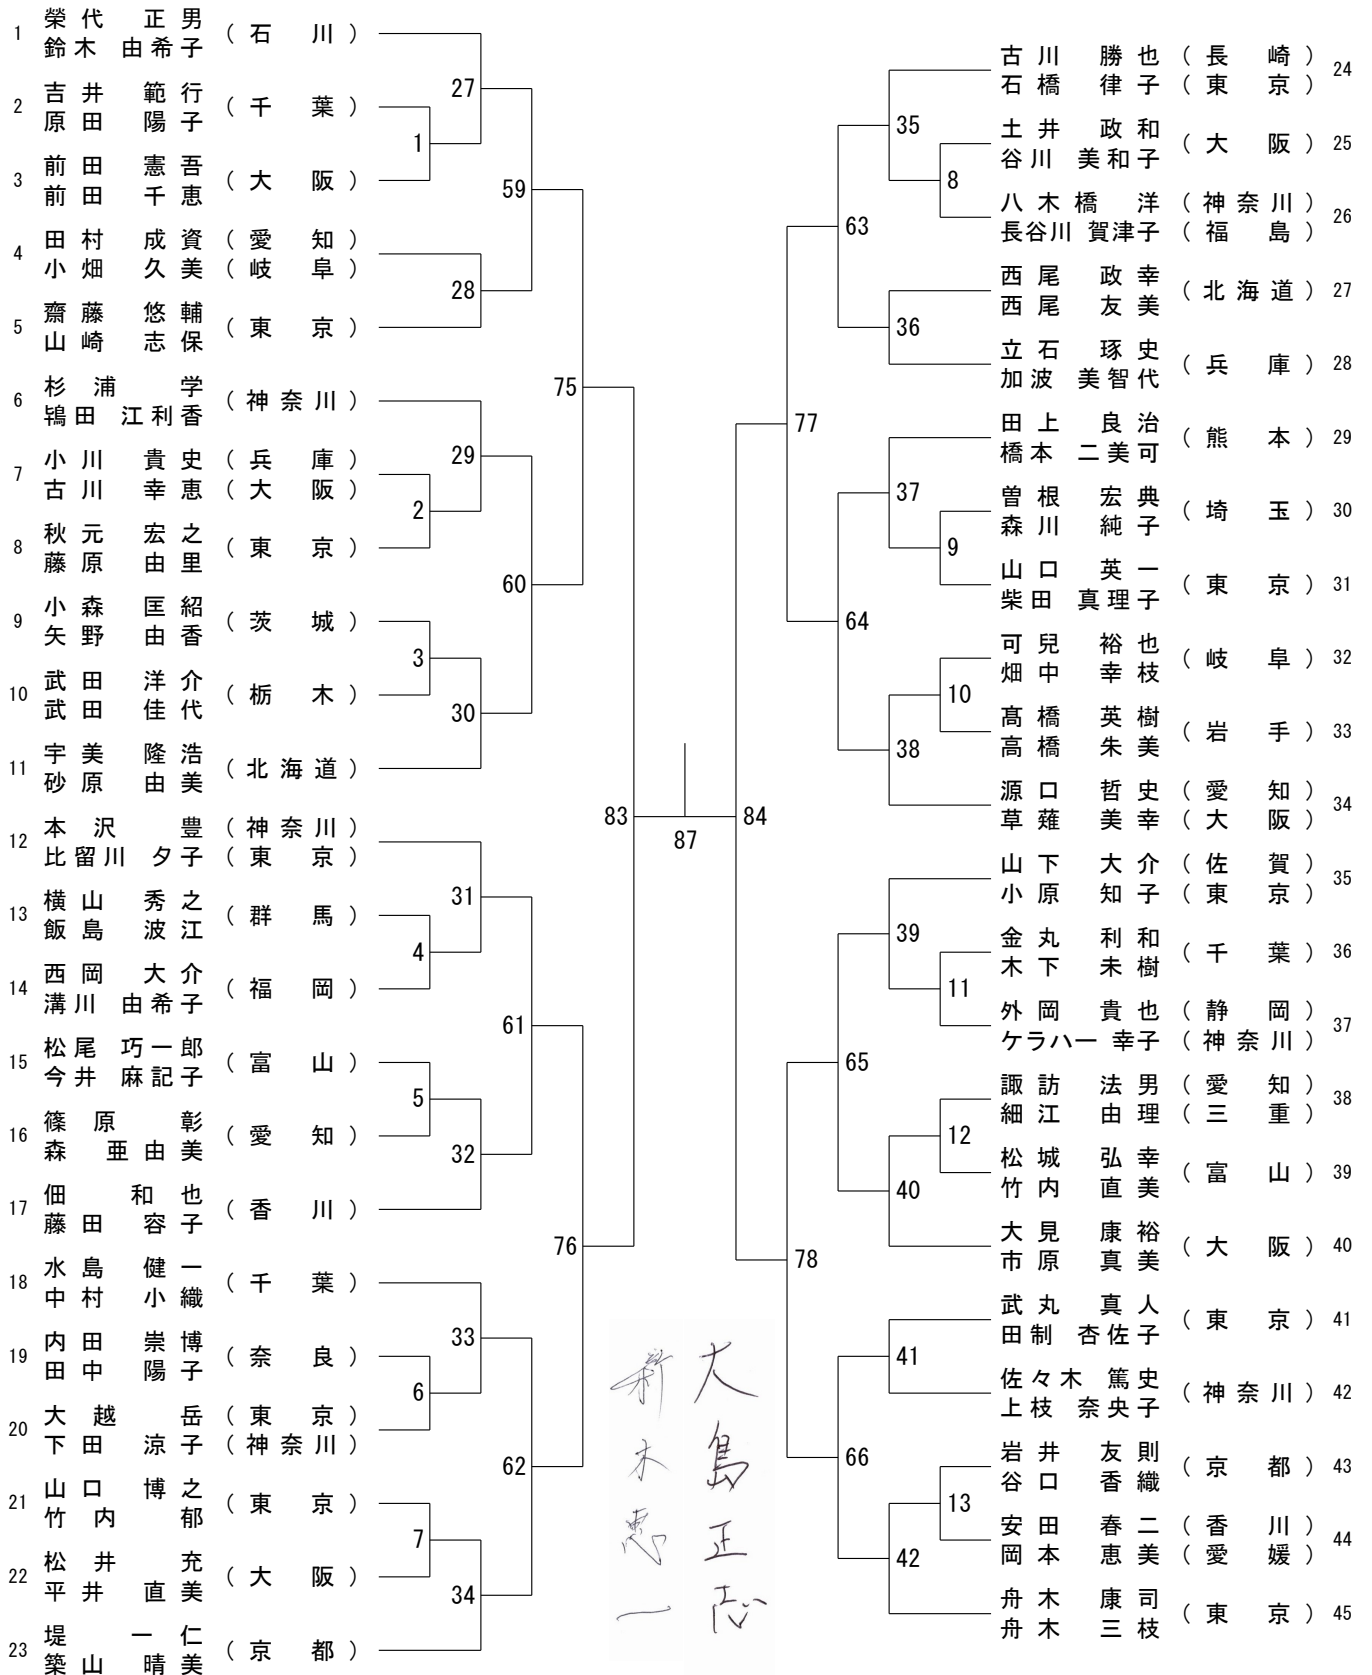 1 榮代 正男 (石川)
鈴木 由希子
2 吉井 範行 (千葉)
原田 陽子
3 前田 憲吾 (大阪)
前田 千恵
4 田村 成資 (愛知)
小畑 久美 (岐阜)
5 齋藤 悠輔 (東京)
山崎 志保
6 杉浦 学 (神奈川)
鴇田 江利香
7 小川 貴史 (兵庫)
古川 幸恵 (大阪)
8 秋元 宏之 (東京)
藤原 由里
9 小森 匡紹 (茨城)
矢野 由香
10 武田 洋介 (栃木)
武田 佳代
11 宇美 隆浩 (北海道)
砂原 由美
12 本沢 豊 (神奈川)
比留川 夕子 (東京)
13 横山 秀之 (群馬)
飯島 波江
14 西岡 大介 (福岡)
溝川 由希子
15 松尾 巧一郎 (富山)
今井 麻記子
16 篠原 彰 (愛知)
森 亜由美
17 佃 和也 (香川)
藤田 容子
18 水島 健一 (千葉)
中村 小織
19 内田 崇博 (奈良)
田中 陽子
20 大越 岳 (東京)
下田 涼子 (神奈川)
21 山口 博之 (東京)
竹内 郁
22 松井 充 (大阪)
平井 直美
23 堤 一仁 (京都)
築山 晴美
27
1
59
28
75
29
2
60
3
30
83
31
4
61
5
32
76
33
6
62
7
34
87
84
大島正志
新木恵一
35
8
63
36
77
37
9
64
10
38
39
11
65
12
40
78
41
66
13
42
古川 勝也 (長崎) 24
石橋 律子 (東京)
土井 政和 (大阪) 25
谷川 美和子
八木橋 洋 (神奈川) 26
長谷川 賀津子 (福島)
西尾 政幸 (北海道) 27
西尾 友美
立石 琢史 (兵庫) 28
加波 美智代
田上 良治 (熊本) 29
橋本 二美可
曽根 宏典 (埼玉) 30
森川 純子
山口 英一 (東京) 31
柴田 真理子
可兒 裕也 (岐阜) 32
畑中 幸枝
髙橋 英樹 (岩手) 33
高橋 朱美
源口 哲史 (愛知) 34
草薙 美幸 (大阪)
山下 大介 (佐賀) 35
小原 知子 (東京)
金丸 利和 (千葉) 36
木下 未樹
外岡 貴也 (静岡) 37
ケラハー 幸子 (神奈川)
諏訪 法男 (愛知) 38
細江 由理 (三重)
松城 弘幸 (富山) 39
竹内 直美
大見 康裕 (大阪) 40
市原 真美
武丸 真人 (東京) 41
田制 杏佐子
佐々木 篤史 (神奈川) 42
上枝 奈央子
岩井 友則 (京都) 43
谷口 香織
安田 春二 (香川) 44
岡本 恵美 (愛媛)
舟木 康司 (東京) 45
舟木 三枝